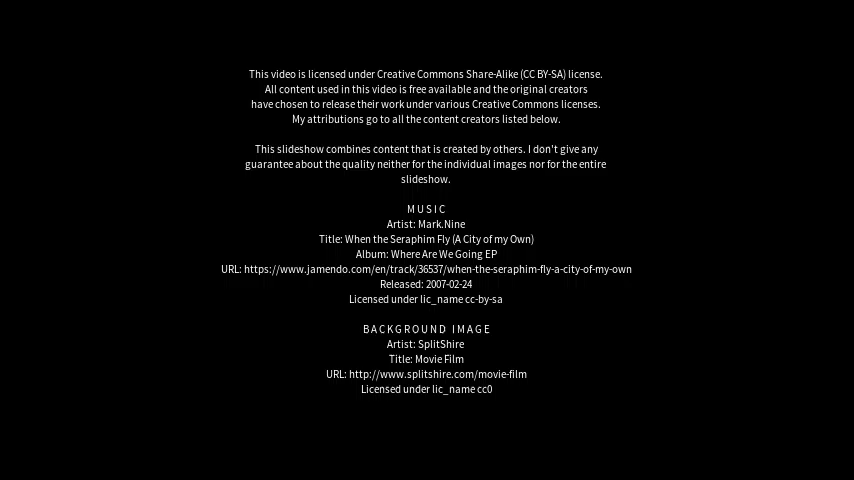 This video is licensed under Creative Commons Share-Alike (CC BY-SA) license.
All content used in this video is free available and the original creators
have chosen to release their work under various Creative Commons licenses.
My attributions go to all the content creators listed below.
This slideshow combines content that is created by others. I don't give any
guarantee about the quality neither for the individual images nor for the entire
slideshow.
MUSIC
Artist: Mark.Nine
Title: When the Seraphim Fly (A City of my Own)
Album: Where Are We Going EP
URL: https://www.jamendo.com/en/track/36537/when-the-seraphim-fly-a-city-of-my-own
Released: 2007-02-24
Licensed under lic_name cc-by-sa
BACKGROUND IMAGE
Artist: SplitShire
Title: Movie Film
URL: http://www.splitshire.com/movie-film
Licensed under lic_name cc0